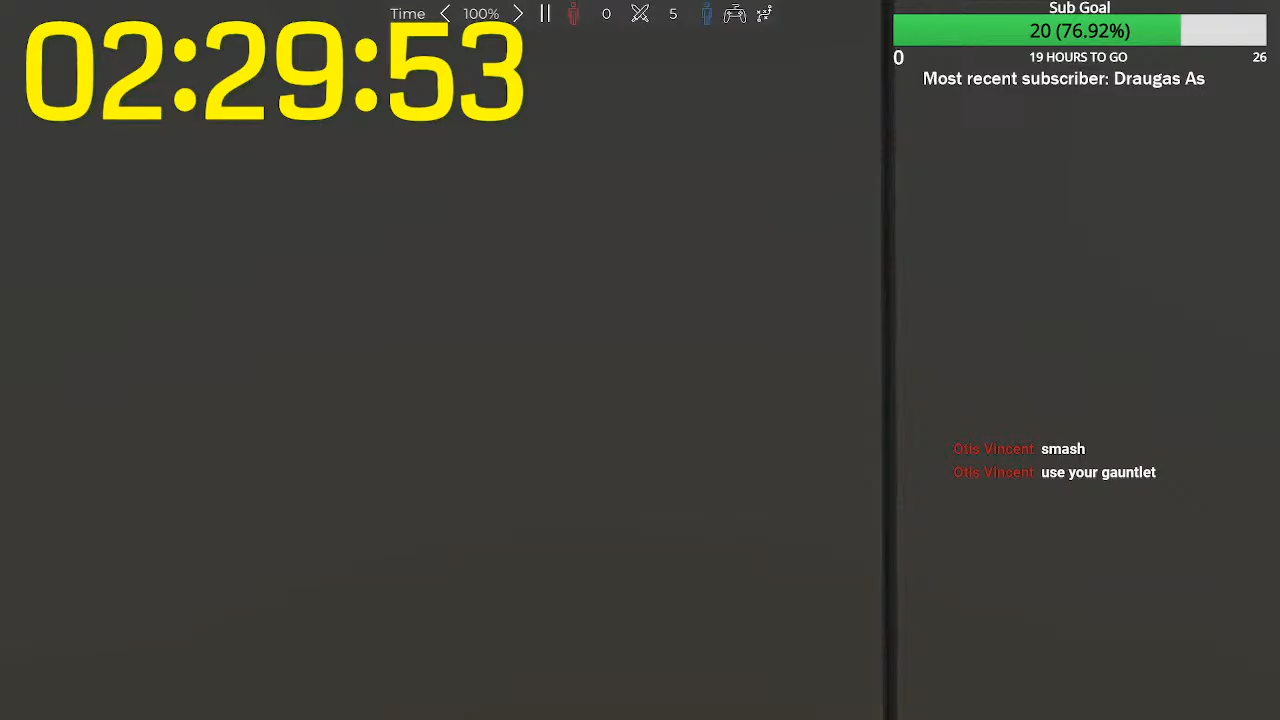 02:29:53
Time 100% 0 5
Sub Goal
20 (76.92%)
0 19 HOURS TO GO 26
Most recent subscriber: Draugas As
Otis Vincent smash
Otis Vincent use your gauntlet